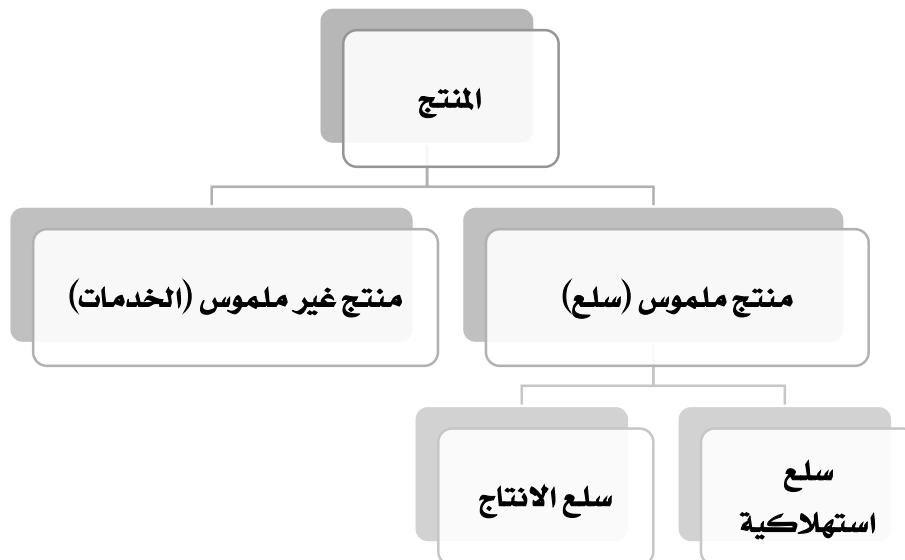 المنتج
منتج ملموس (سلع)
منتج غير ملموس (الخدمات)
سلع
استهلاكية
سلع الانتاج